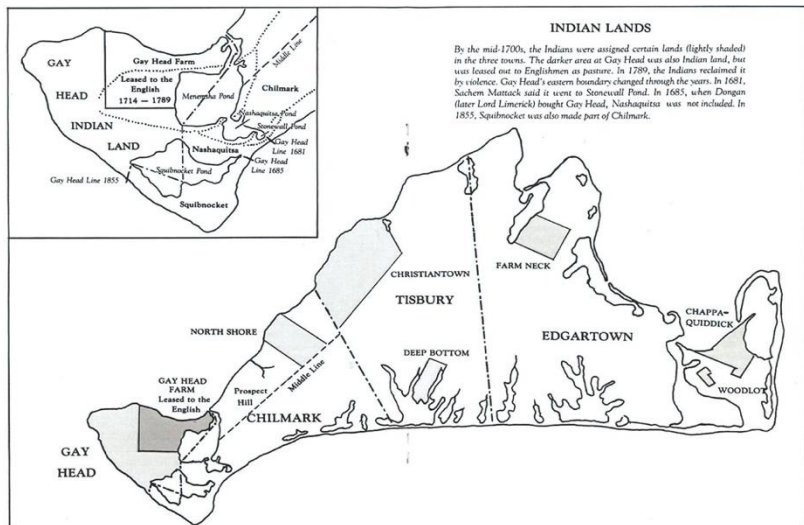 INDIAN LANDS
By the mid-1700s, the Indians were assigned certain lands (lightly shaded)
in the three towns. The darker area at Gay Head was also Indian land, but
was leased out to Englishmen as pasture. In 1789, the Indians reclaimed it
by violence. Gay Head's eastern boundary changed through the years. In 1681,
Sachem Mattack said it went to Stonewall Pond. In 1685, when Dongan
(later Lord Limerick) bought Gay Head, Nashaquitsa was not included. In
1855, Squibnocket was also made part of Chilmark.
GAY
HEAD
INDIAN
LAND
Gay Head Farm
Leased to the
English
1714 — 1789
Menemsha Pond
Middle Line
Chilmark
Nashaquitsa Pond
Stonewall Pond
Gay Head
Line 1681
Nashaquitsa
Gay Head
Line 1685
Squibnocket Pond
Gay Head Line 1855
Squibnocket
CHRISTIANTOWN
TISBURY
FARM NECK
EDGARTOWN
CHAPPA-
QUIDDICK
WOODLOT
NORTH SHORE
DEEP BOTTOM
Middle Line
Prospect
Hill
CHILMARK
GAY HEAD
FARM
Leased to the
English
GAY
HEAD